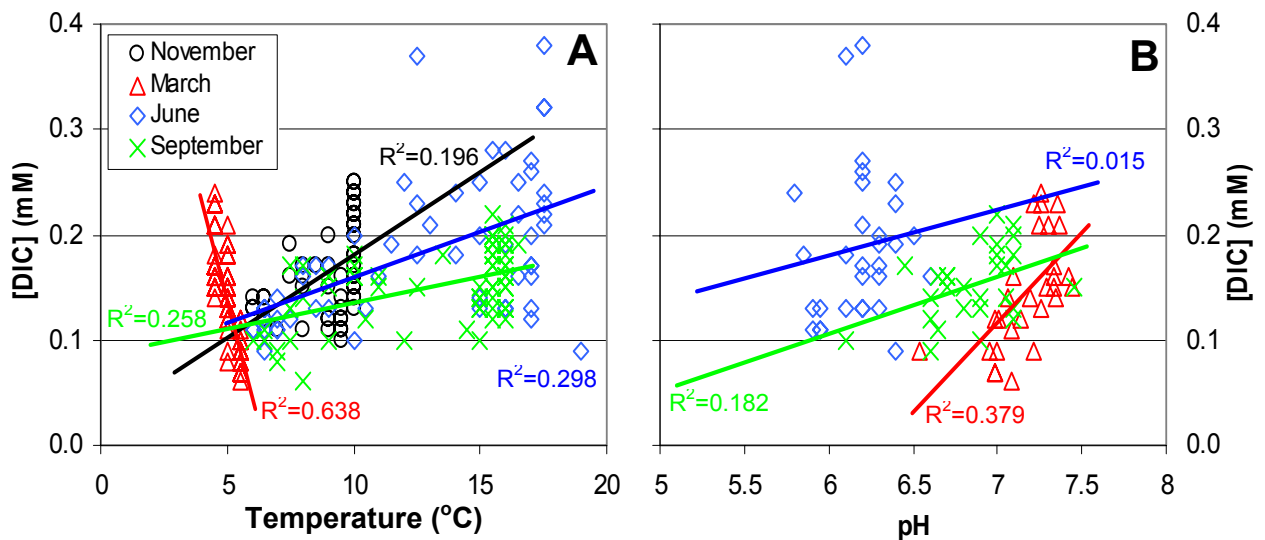 A
B
November
March
June
September
0.4
0.3
0.2
0.1
0.0
[DIC] (mM)
R²=0.196
R²=0.258
R²=0.298
R²=0.638
0
5
10
15
20
Temperature (°C)
R²=0.015
R²=0.182
R²=0.379
5
5.5
6
6.5
7
7.5
8
pH
0.4
0.3
0.2
0.1
0.0
[DIC] (mM)